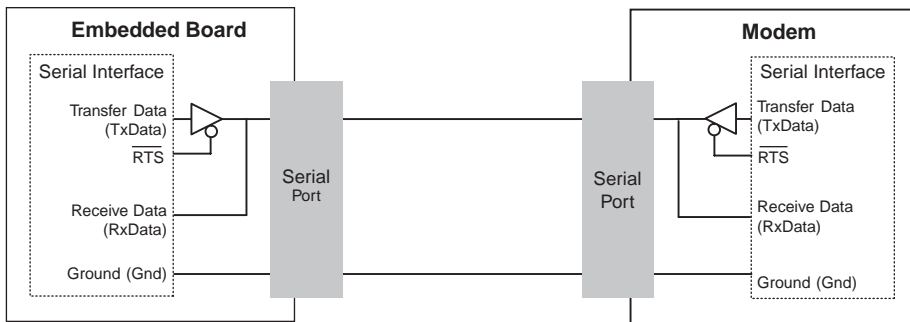 Embedded Board
Serial Interface
Transfer Data
(TxData)
RTS
Receive Data
(RxData)
Ground (Gnd)
Serial
Port
Serial
Port
Modem
Serial Interface
Transfer Data
(TxData)
RTS
Receive Data
(RxData)
Ground (Gnd)